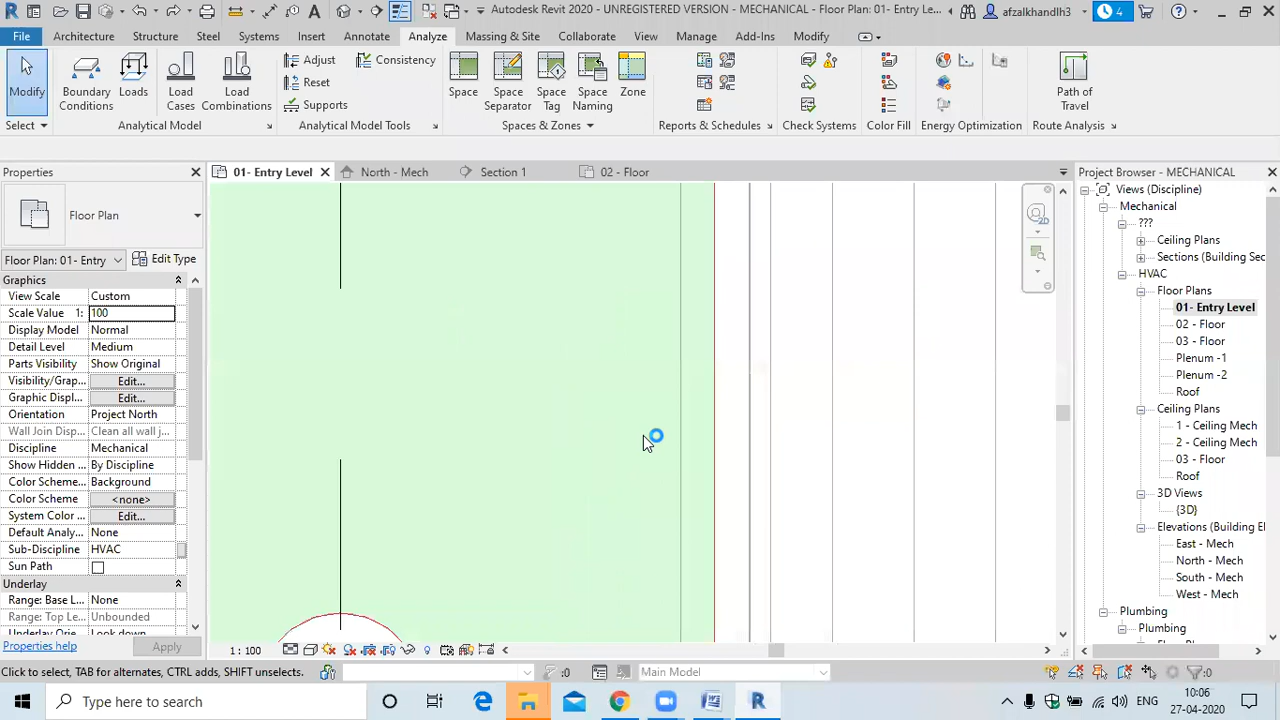 Autodesk Revit 2020 - UNREGISTERED VERSION - MECHANICAL - Floor Plan: 01- Entry Le...
afzalkhandlh3
4
File Architecture Structure Steel Systems Insert Annotate Analyze Massing & Site Collaborate View Manage Add-Ins Modify
Modify
Boundary Conditions
Loads
Load Cases
Load Combinations
Adjust
Reset
Supports
Consistency
Space
Space Separator
Space Tag
Space Naming
Zone
Path of Travel
Select
Analytical Model
Analytical Model Tools
Spaces & Zones
Reports & Schedules
Check Systems
Color Fill
Energy Optimization
Route Analysis
Properties
01- Entry Level
North - Mech
Section 1
02 - Floor
Project Browser - MECHANICAL
Floor Plan
Floor Plan: 01- Entry
Edit Type
Graphics
View Scale Custom
Scale Value 1: 100
Display Model Normal
Detail Level Medium
Parts Visibility Show Original
Visibility/Grap... Edit...
Graphic Displ... Edit...
Orientation Project North
Wall Join Disp... Clean all wall j...
Discipline Mechanical
Show Hidden ... By Discipline
Color Scheme... Background
Color Scheme <none>
System Color ... Edit...
Default Analy... None
Sub-Discipline HVAC
Sun Path
Underlay
Range: Base L... None
Range: Top Le... Unbounded
Underlay Orie... Look down
Properties help
Apply
2D
Views (Discipline)
Mechanical
???
Ceiling Plans
Sections (Building Sec
HVAC
Floor Plans
01- Entry Level
02 - Floor
03 - Floor
Plenum -1
Plenum -2
Roof
Ceiling Plans
1 - Ceiling Mech
2 - Ceiling Mech
03 - Floor
Roof
3D Views
{3D}
Elevations (Building El
East - Mech
North - Mech
South - Mech
West - Mech
Plumbing
Plumbing
1 : 100
Click to select, TAB for alternates, CTRL adds, SHIFT unselects.
:0
Main Model
:0
Type here to search
ENG
10:06
27-04-2020